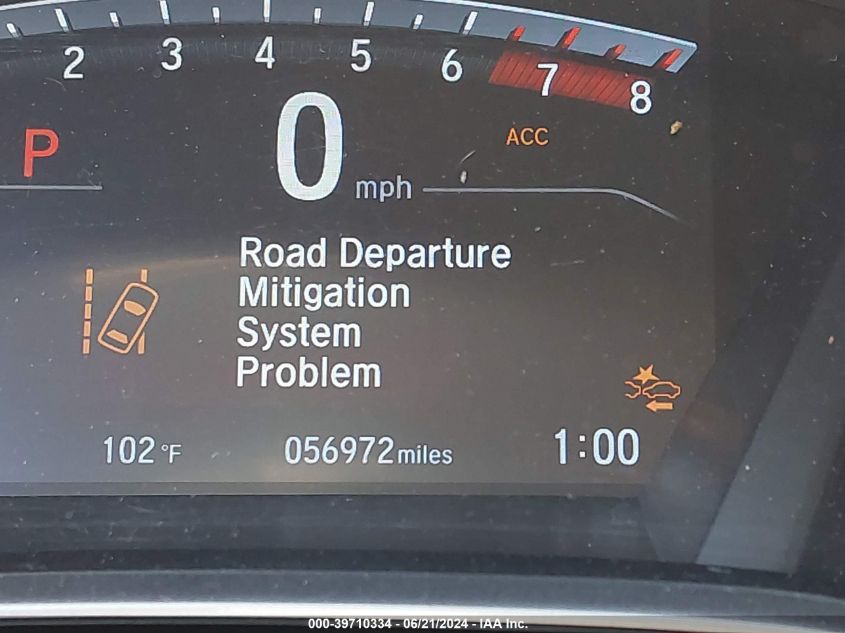 2 3 4 5 6 7 8
P 0 mph ACC
Road Departure
Mitigation
System
Problem
102°F 056972 miles 1:00
000-39710334 - 06/21/2024 - IAA Inc.